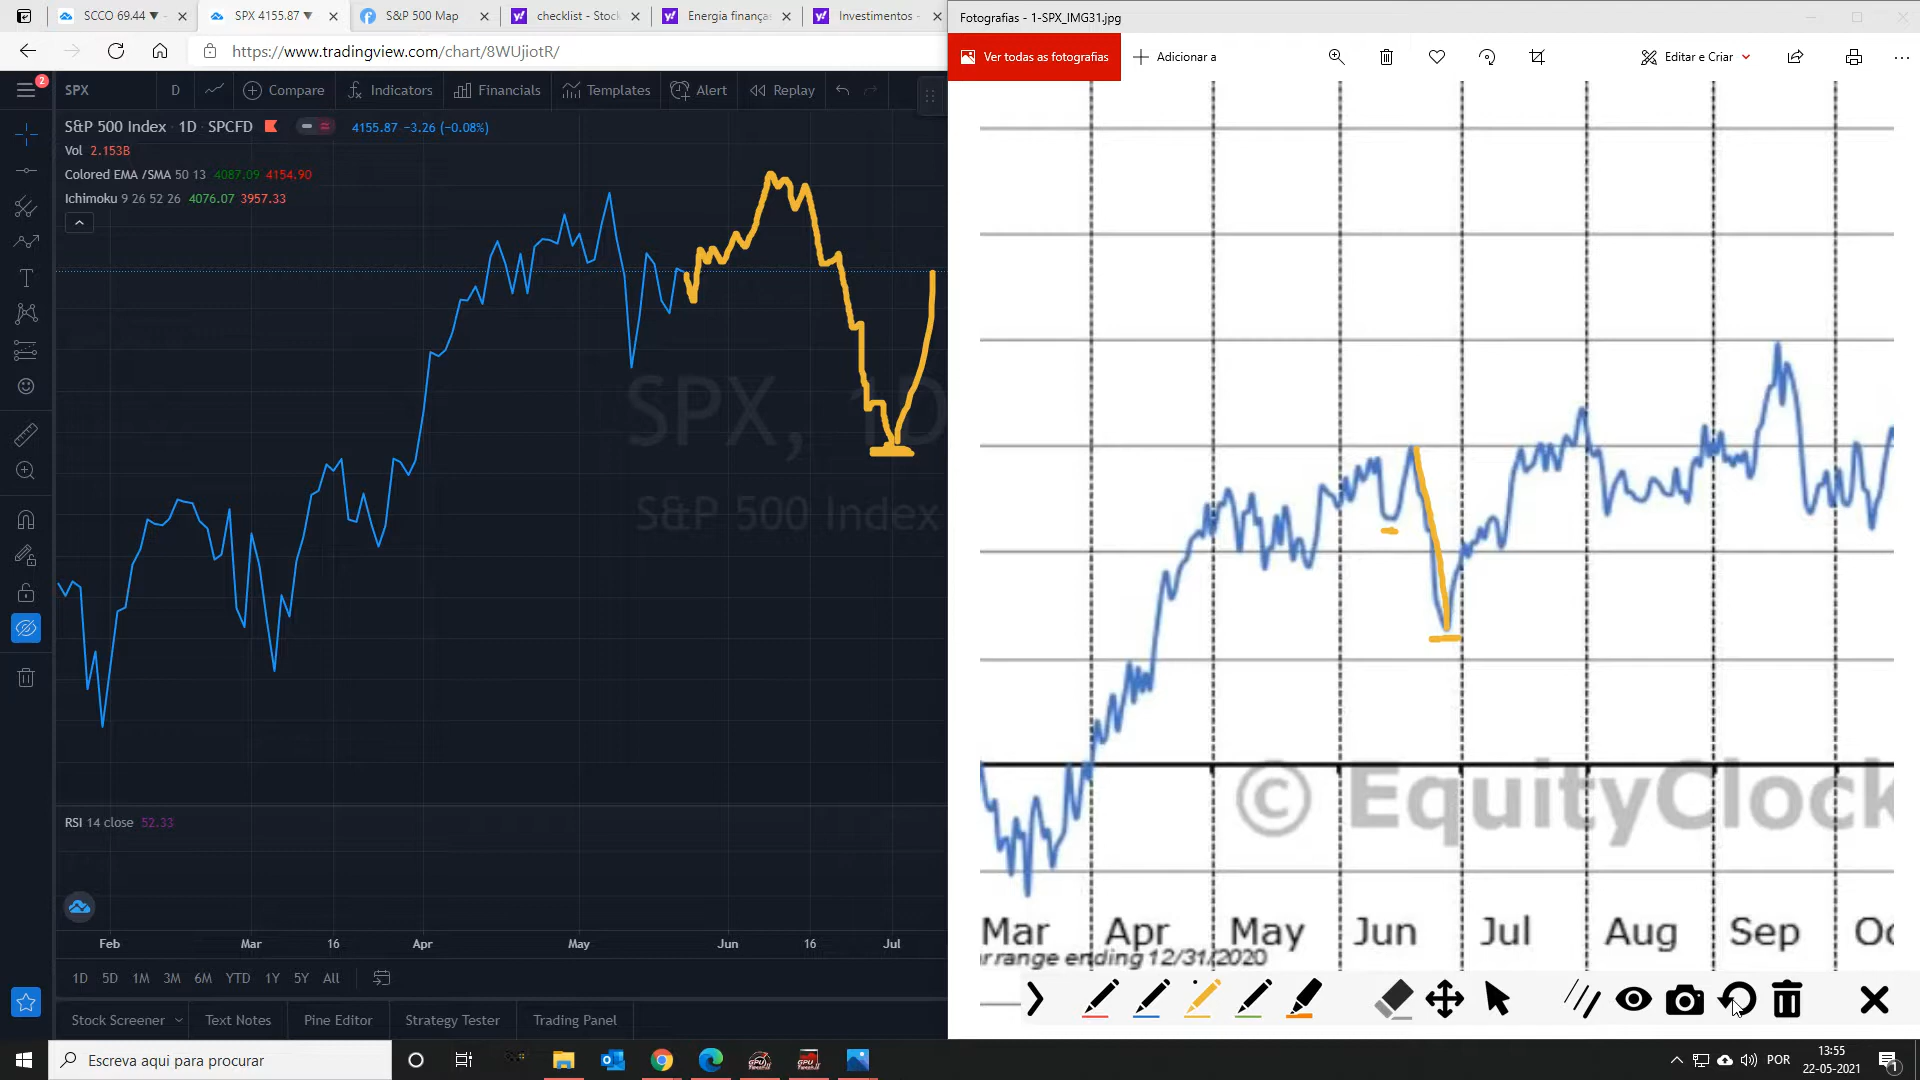 SCCO 69.44 ▼
SPX 4155.87 ▼
S&P 500 Map
checklist - Stock
Energia finança
Investimentos -
https://www.tradingview.com/chart/8WUjiotR/
2
SPX
D
Compare
Indicators
Financials
Templates
Alert
Replay
S&P 500 Index · 1D · SPCFD
4155.87 −3.26 (−0.08%)
Vol 2.153B
Colored EMA /SMA 50 13 4087.09 4154.90
Ichimoku 9 26 52 26 4076.07 3957.33
SPX, 1D
S&P 500 Index
RSI 14 close 52.33
Feb Mar 16 Apr May Jun 16 Jul
1D 5D 1M 3M 6M YTD 1Y 5Y All
Stock Screener
Text Notes
Pine Editor
Strategy Tester
Trading Panel
Fotografias - 1-SPX_IMG31.jpg
Ver todas as fotografias
Adicionar a
Editar e Criar
© EquityClock
Mar Apr May Jun Jul Aug Sep Oc
r range ending 12/31/2020
Escreva aqui para procurar
POR
13:55
22-05-2021
1